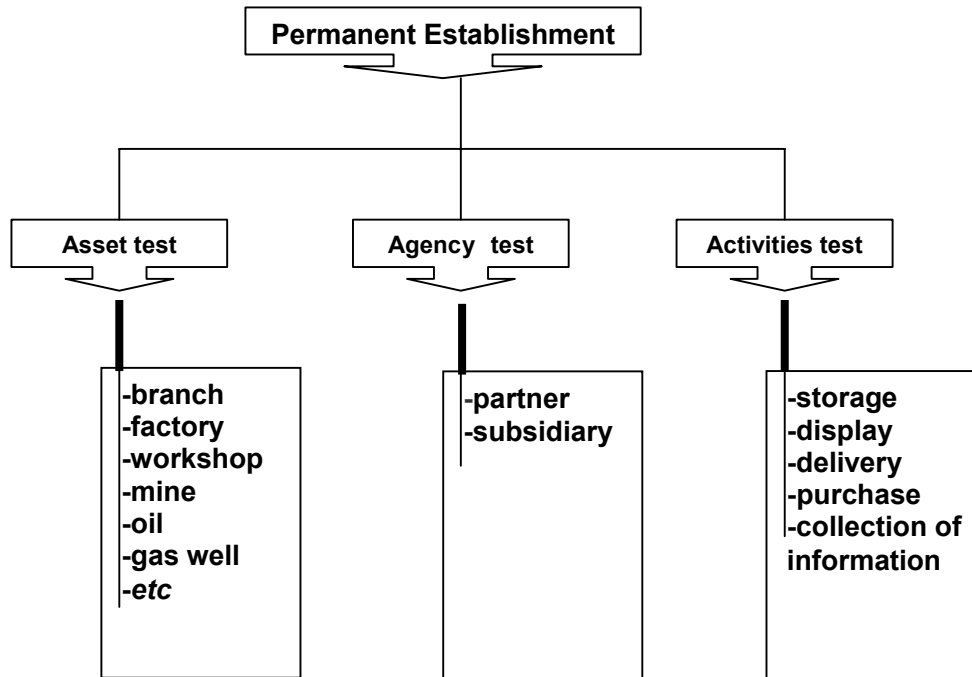 Permanent Establishment
Asset test
Agency test
Activities test
-branch
-factory
-workshop
-mine
-oil
-gas well
-etc
-partner
-subsidiary
-storage
-display
-delivery
-purchase
-collection of
information